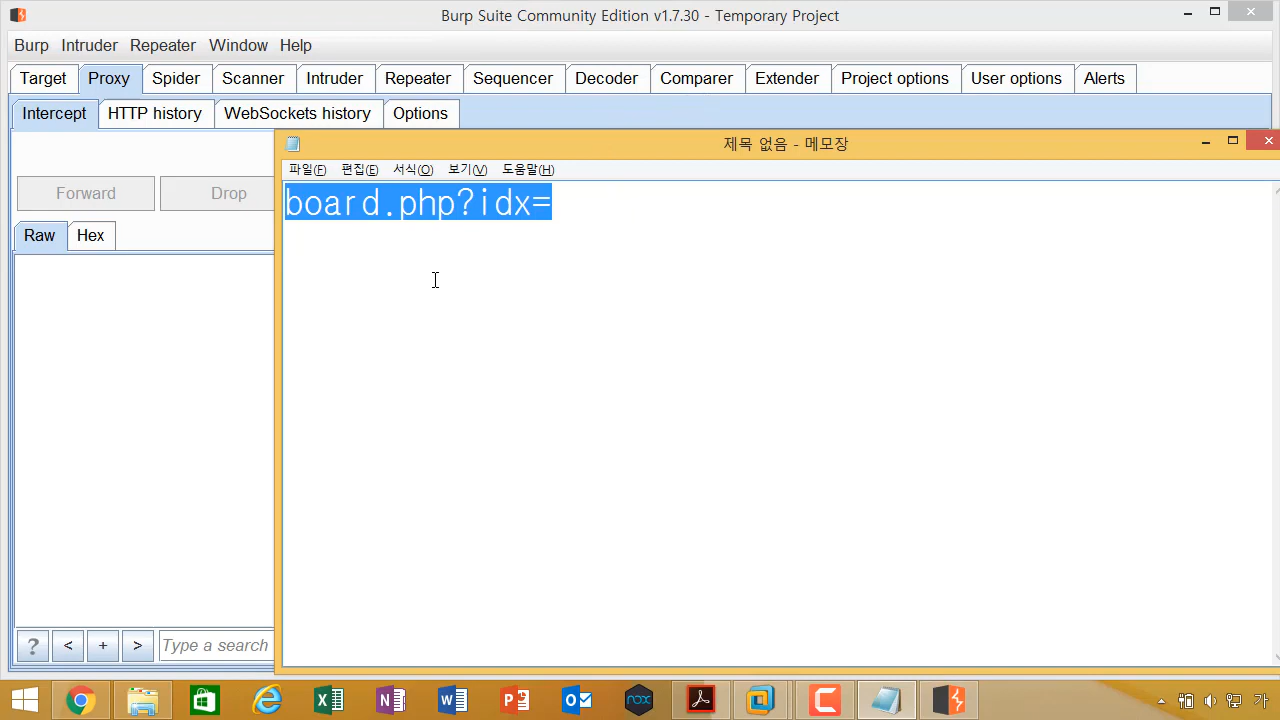 Burp Suite Community Edition v1.7.30 - Temporary Project
Burp Intruder Repeater Window Help
Target Proxy Spider Scanner Intruder Repeater Sequencer Decoder Comparer Extender Project options User options Alerts
Intercept HTTP history WebSockets history Options
제목 없음 - 메모장
파일(F) 편집(E) 서식(O) 보기(V) 도움말(H)
Forward Drop
board.php?idx=
Raw Hex
? < + > Type a search
nox
가